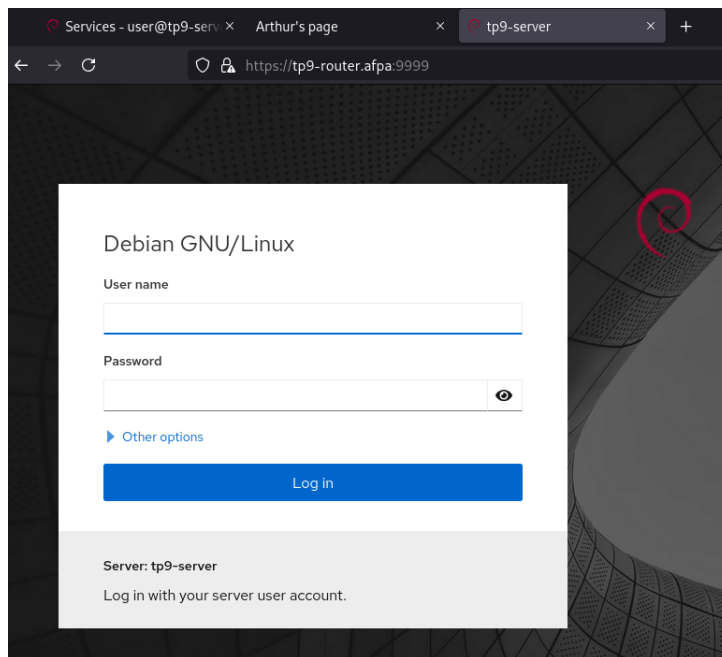 Services - user@tp9-serv
Arthur's page
tp9-server
https://tp9-router.afpa:9999
Debian GNU/Linux
User name
Password
Other options
Log in
Server: tp9-server
Log in with your server user account.